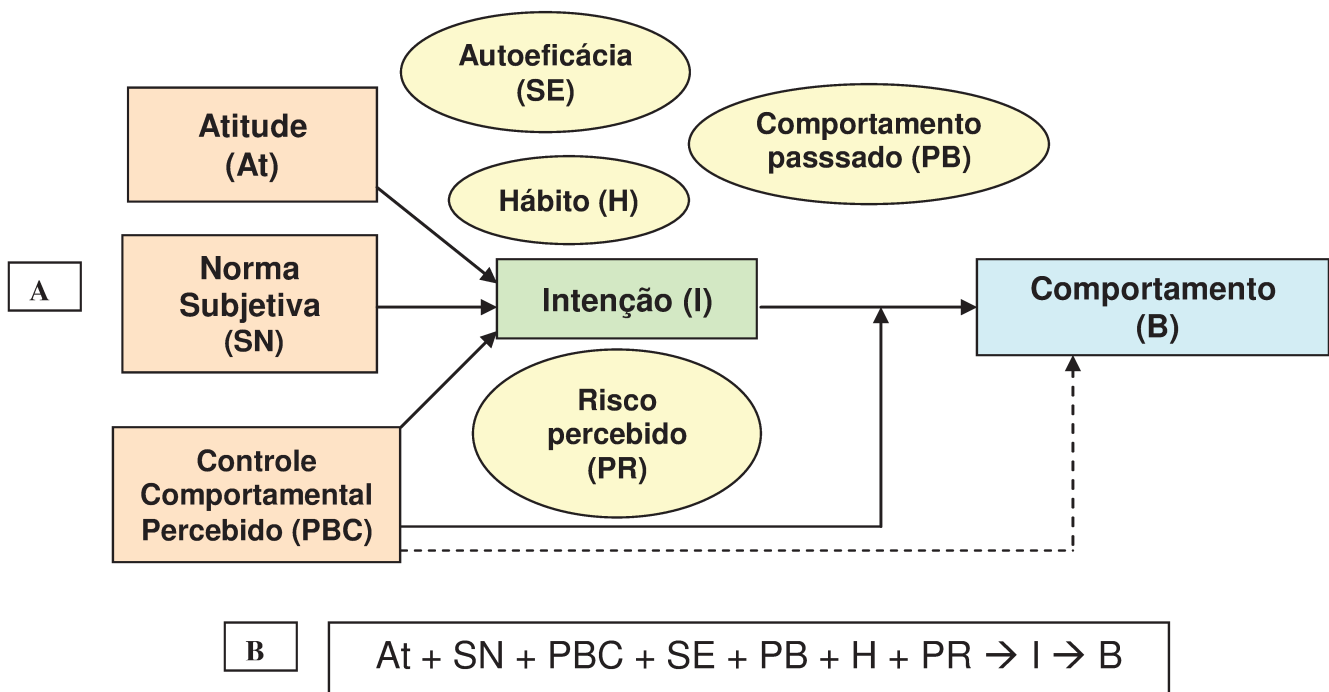 Autoeficácia
(SE)
Atitude
(At)
Comportamento
passsado (PB)
Hábito (H)
A
Norma
Subjetiva
(SN)
Intenção (I)
Comportamento
(B)
Risco
percebido
(PR)
Controle
Comportamental
Percebido (PBC)
B
At + SN + PBC + SE + PB + H + PR → I → B